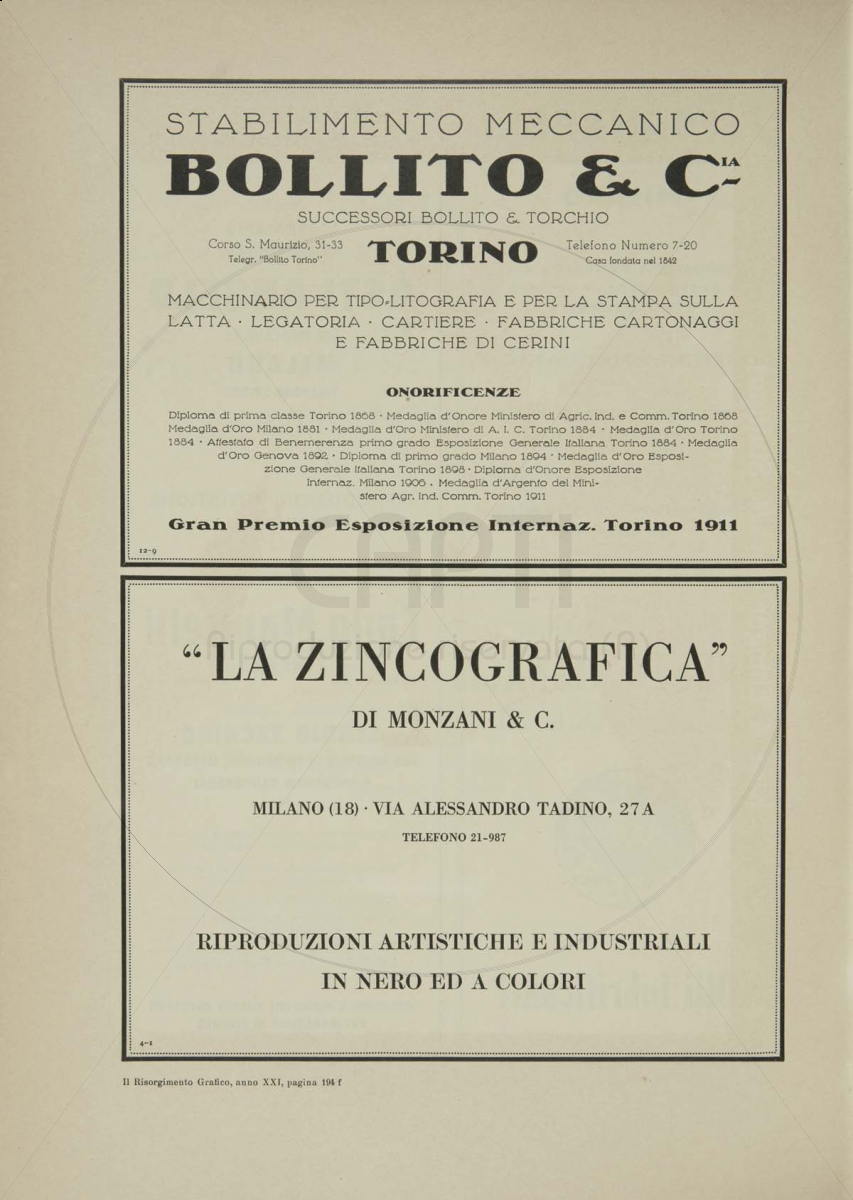 STABILIMENTO MECCANICO
BOLLITO & C.IA
SUCCESSORI BOLLITO & TORCHIO
Corso S. Maurizio, 31-33
Telegr. "Bollito Torino"
TORINO
Telefono Numero 7-20
Casa fondata nel 1842
MACCHINARIO PER TIPO-LITOGRAFIA E PER LA STAMPA SULLA
LATTA · LEGATORIA · CARTIERE · FABBRICHE CARTONAGGI
E FABBRICHE DI CERINI
ONORIFICENZE
Diploma di prima classe Torino 1868 · Medaglia d'Onore Ministero di Agric. Ind. e Comm. Torino 1868
Medaglia d'Oro Milano 1881 · Medaglia d'Oro Ministero di A. I. C. Torino 1884 · Medaglia d'Oro Torino
1884 · Attestato di Benemerenza primo grado Esposizione Generale Italiana Torino 1884 · Medaglia
d'Oro Genova 1892 · Diploma di primo grado Milano 1894 · Medaglia d'Oro Esposi-
zione Generale Italiana Torino 1898 · Diploma d'Onore Esposizione
Internaz. Milano 1906 . Medaglia d'Argento del Mini-
stero Agr. Ind. Comm. Torino 1911
Gran Premio Esposizione Internaz. Torino 1911
12-9
CAPTI
“LA ZINCOGRAFICA”
DI MONZANI & C.
MILANO (18) · VIA ALESSANDRO TADINO, 27 A
TELEFONO 21-987
RIPRODUZIONI ARTISTICHE E INDUSTRIALI
IN NERO ED A COLORI
4-1
Il Risorgimento Grafico, anno XXI, pagina 194 f